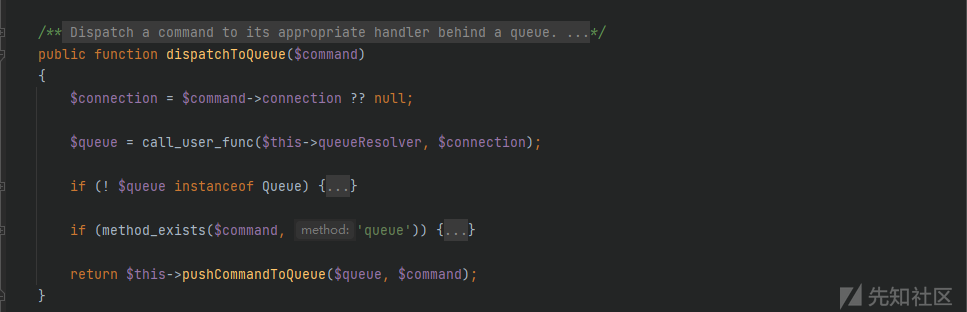 /** Dispatch a command to its appropriate handler behind a queue. ...*/
public function dispatchToQueue($command)
{
$connection = $command->connection ?? null;
$queue = call_user_func($this->queueResolver, $connection);
if (! $queue instanceof Queue) {...}
if (method_exists($command, method: 'queue')) {...}
return $this->pushCommandToQueue($queue, $command);
}
先知社区